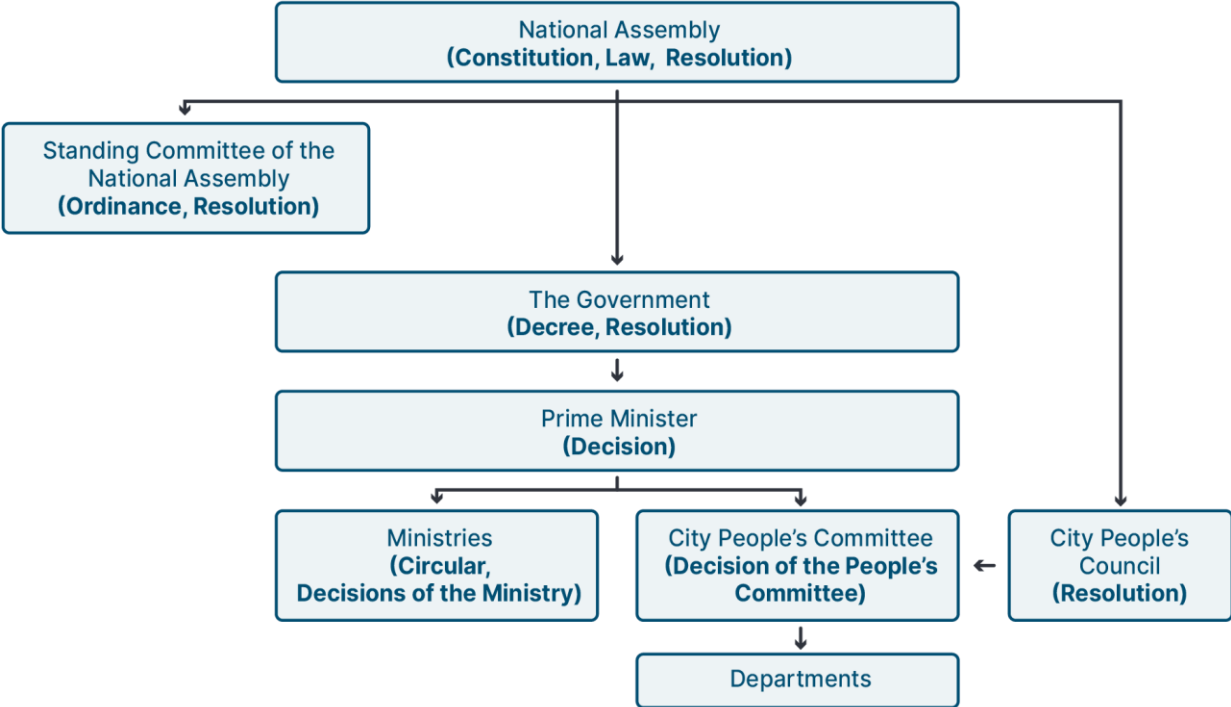 National Assembly
(Constitution, Law, Resolution)
Standing Committee of the
National Assembly
(Ordinance, Resolution)
The Government
(Decree, Resolution)
Prime Minister
(Decision)
Ministries
(Circular,
Decisions of the Ministry)
City People’s Committee
(Decision of the People’s
Committee)
City People’s
Council
(Resolution)
Departments